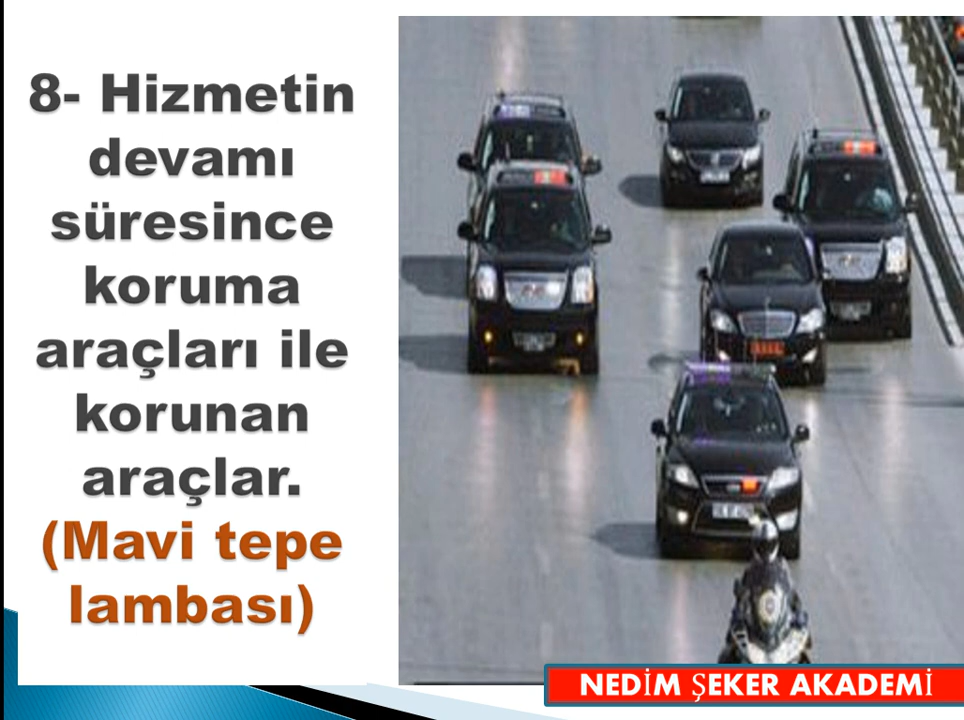 8- Hizmetin
devamı
süresince
koruma
araçları ile
korunan
araçlar.
(Mavi tepe
lambası)
NEDİM ŞEKER AKADEMİ